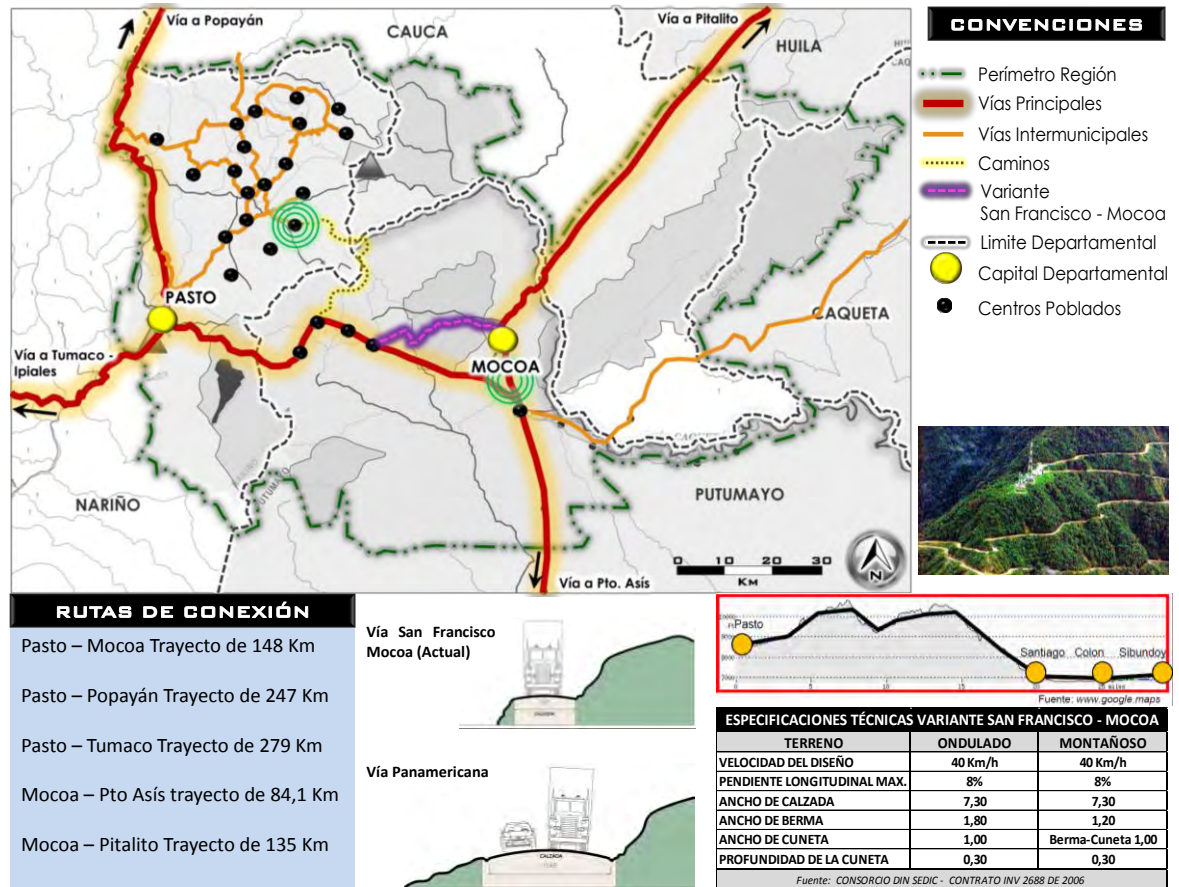 Vía a Popayán
Vía a Pitalito
CAUCA
HUILA
PASTO
CAQUETA
Vía a Tumaco -
Ipiales
MOCOA
NARIÑO
PUTUMAYO
PUTUMAYO
0 10 20 30
KM
N
Vía a Pto. Asís
CONVENCIONES
Perímetro Región
Vías Principales
Vías Intermunicipales
Caminos
Variante
San Francisco - Mocoa
Limite Departamental
Capital Departamental
Centros Poblados
RUTAS DE CONEXIÓN
Pasto – Mocoa Trayecto de 148 Km
Pasto – Popayán Trayecto de 247 Km
Pasto – Tumaco Trayecto de 279 Km
Mocoa – Pto Asís trayecto de 84,1 Km
Mocoa – Pitalito Trayecto de 135 Km
Vía San Francisco
Mocoa (Actual)
CALZADA
Vía Panamericana
CALZADA
Pasto
Santiago Colon Sibundoy
Fuente: www.google.maps
ESPECIFICACIONES TÉCNICAS VARIANTE SAN FRANCISCO - MOCOA
TERRENO ONDULADO MONTAÑOSO
VELOCIDAD DEL DISEÑO 40 Km/h 40 Km/h
PENDIENTE LONGITUDINAL MAX. 8% 8%
ANCHO DE CALZADA 7,30 7,30
ANCHO DE BERMA 1,80 1,20
ANCHO DE CUNETA 1,00 Berma-Cuneta 1,00
PROFUNDIDAD DE LA CUNETA 0,30 0,30
Fuente: CONSORCIO DIN SEDIC - CONTRATO INV 2688 DE 2006